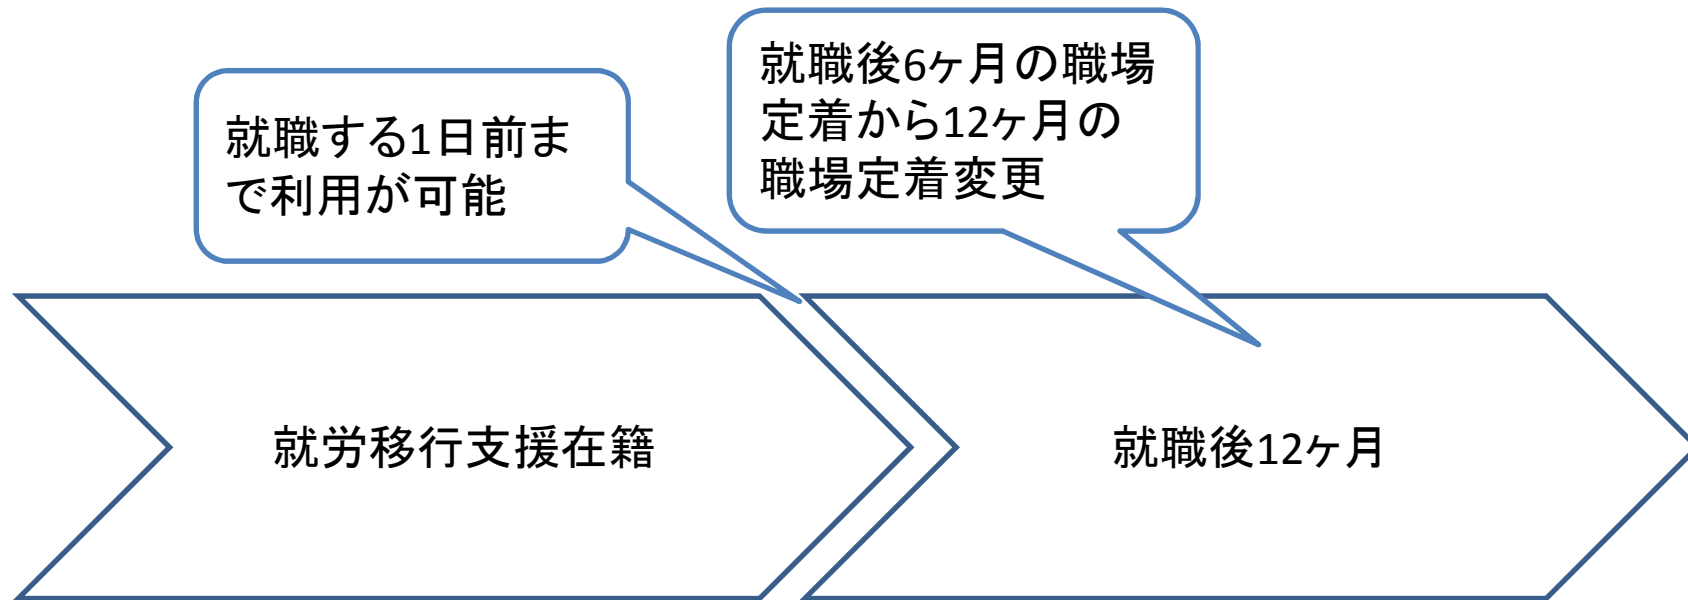 就職する1日前ま
で利用が可能
就職後6ヶ月の職場
定着から12ヶ月の
職場定着変更
就労移行支援在籍
就職後12ヶ月